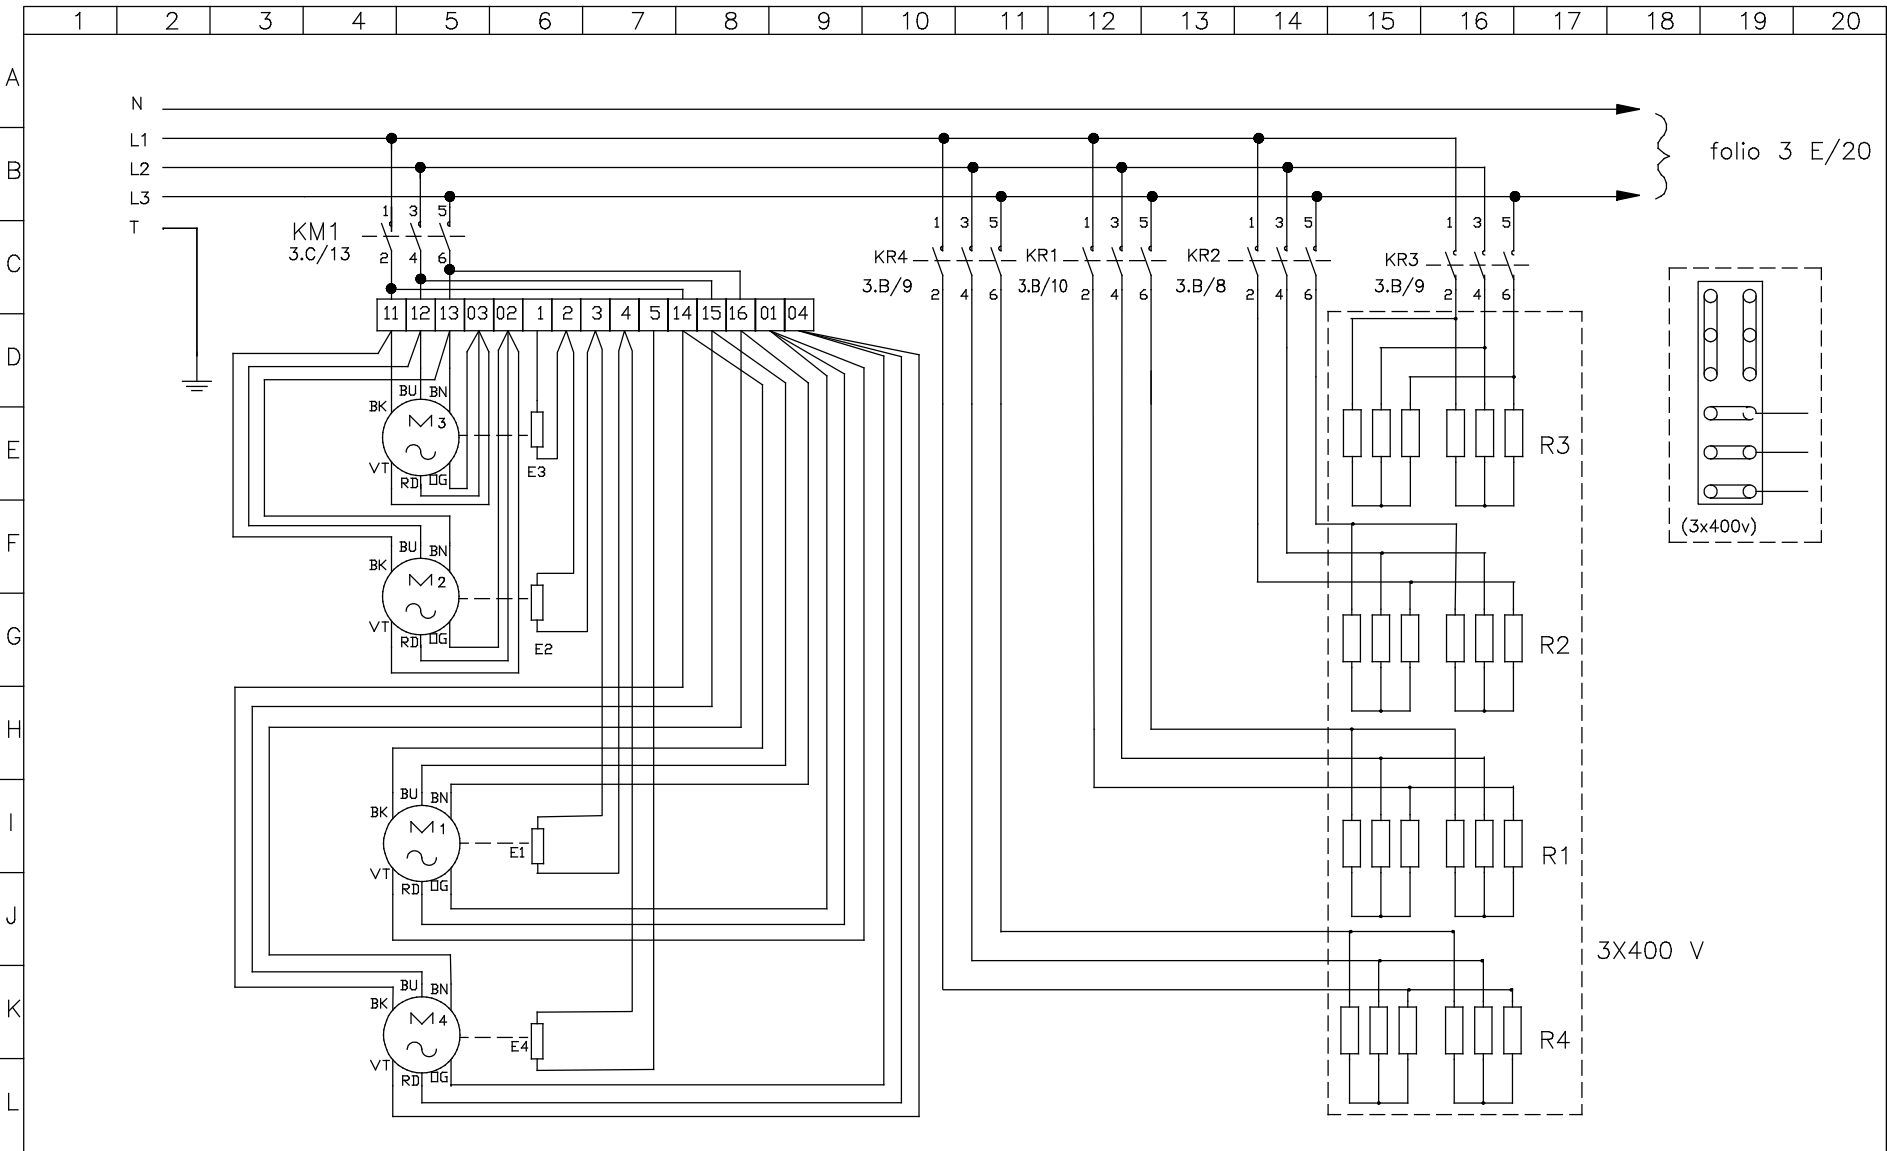 1 2 3 4 5 6 7 8 9 10 11 12 13 14 15 16 17 18 19 20
A
N
L1
B
L2
folio 3 E/20
L3
T
1 3 5
KM1
3.C/13
2 4 6
C
1 3 5
KR4
3.B/9
2 4 6
1 3 5
KR1
3.B/10
2 4 6
1 3 5
KR2
3.B/8
2 4 6
1 3 5
KR3
3.B/9
2 4 6
11 12 13 03 02 1 2 3 4 5 14 15 16 01 04
D
BK BU BN
M3
VT RD OG
E3
E
R3
(3x400v)
F
BK BU BN
M2
VT RD OG
E2
G
R2
H
BK BU BN
M1
VT RD OG
E1
I
R1
J
3X400 V
BK BU BN
M4
VT RD OG
E4
K
R4
L